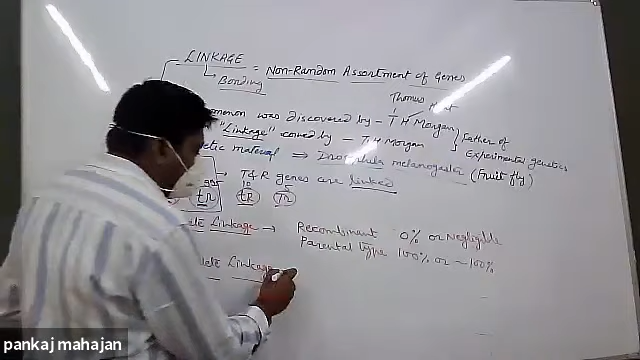 LINKAGE = Non-Random Assortment of Genes
Bonding
Thomas Hunt
was discovered by - T H Morgan
"Linkage" coined by - T.H Morgan
Father of
Experimental genetics
material ⇒ Drosophila melanogaster (Fruit fly)
→ T & R genes are linked
tR
Linkage → Recombinant 0% or Negligible
Parental type 100% or ~100%
Linkage
pankaj mahajan